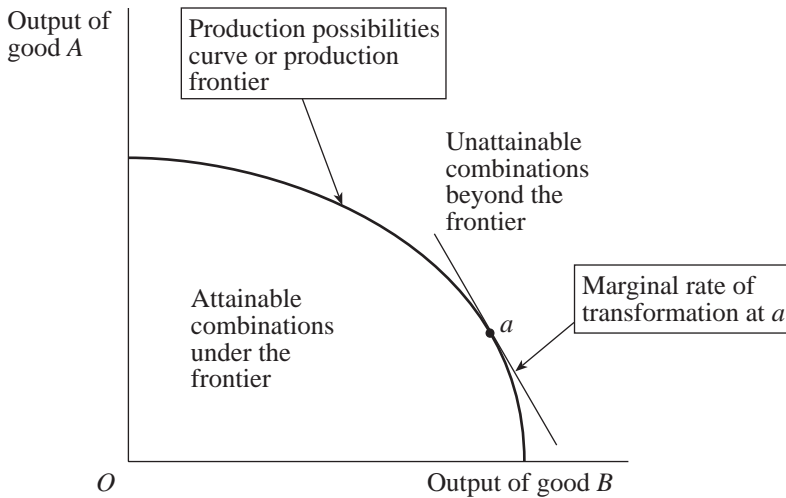 Output of
good A
Production possibilities
curve or production
frontier
Unattainable
combinations
beyond the
frontier
Marginal rate of
transformation at a
Attainable
combinations
under the
frontier
a
O
Output of good B